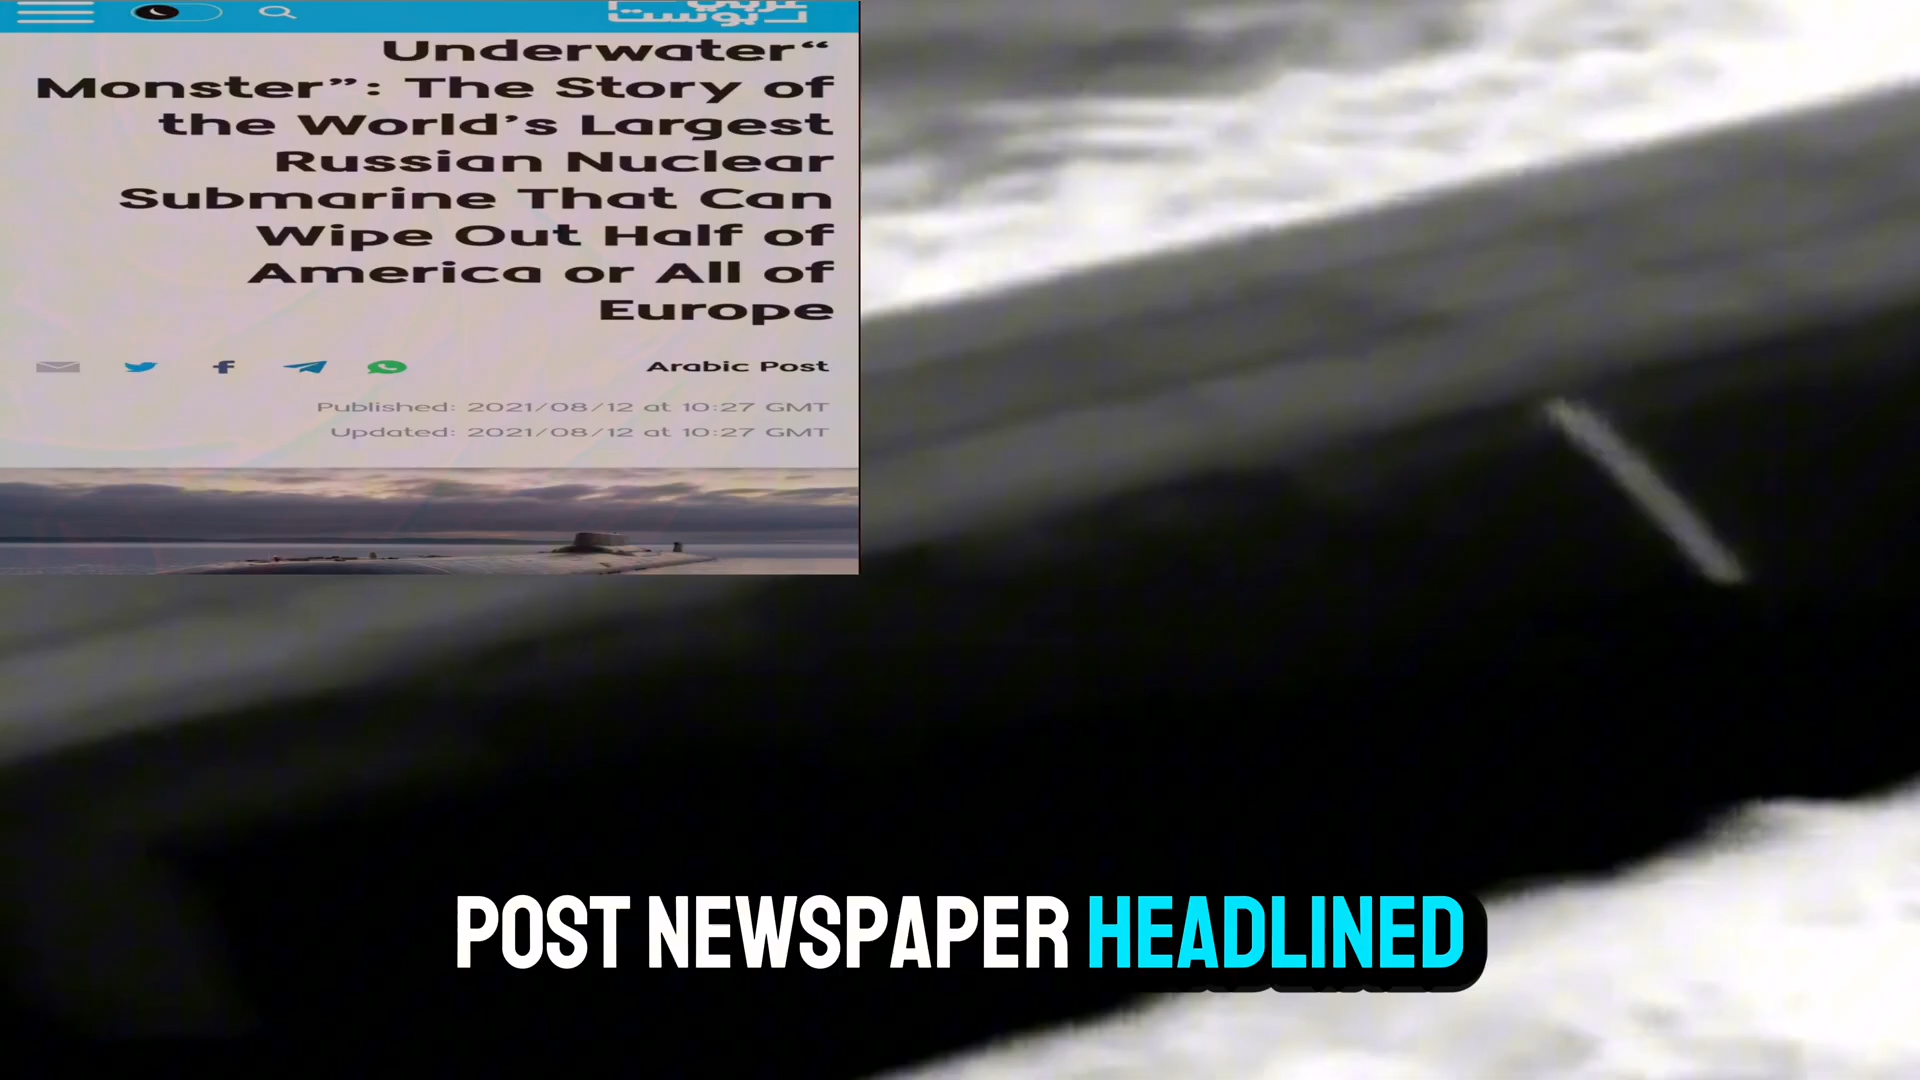 عربي
بوست
Underwater“
Monster”: The Story of
the World’s Largest
Russian Nuclear
Submarine That Can
Wipe Out Half of
America or All of
Europe
Arabic Post
Published: 2021/08/12 at 10:27 GMT
Updated: 2021/08/12 at 10:27 GMT
POST NEWSPAPER HEADLINED